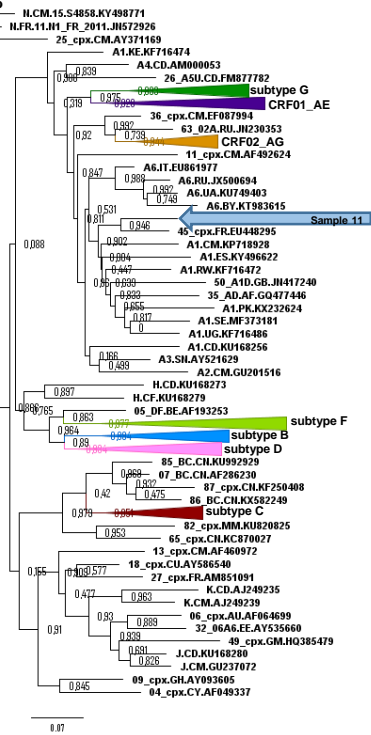 N.CM.15.S4858.KY498771
N.FR.11.N1_FR_2011.JN572926
25_cpx.CM.AY371169
A1.KE.KF716474
A4.CD.AM000053
0,839
26_A5U.CD.FM877782
subtype G
0,975
CRF01_AE
0,319
36_cpx.CM.EF087994
0,992
63_02A.RU.JN230353
0,92
0,739
CRF02_AG
11_cpx.CM.AF492624
A6.IT.EU861977
0,847
0,988
A6.RU.JX500694
0,992
A6.UA.KU749403
0,749
A6.BY.KT983615
0,531
0,811
Sample 11
0,946
45_cpx.FR.EU448295
0,902
A1.CM.KP718928
0,088
A1.ES.KY496622
0,447
A1.RW.KF716472
50_A1D.GB.JN417240
35_AD.AF.GQ477446
0,655
A1.PK.KX232624
0,817
A1.SE.MF373181
0
A1.UG.KF716486
A1.CD.KU168256
0,166
A3.SN.AY521629
0,499
A2.CM.GU201516
H.CD.KU168273
0,897
H.CF.KU168279
0,765
05_DF.BE.AF193253
0,863
subtype F
0,964
subtype B
0,89
subtype D
85_BC.CN.KU992929
07_BC.CN.AF286230
0,932
87_cpx.CN.KF250408
0,42
0,475
86_BC.CN.KX582249
0,979
subtype C
82_cpx.MM.KU820825
0,953
65_cpx.CN.KC870027
13_cpx.CM.AF460972
18_cpx.CU.AY586540
0,577
27_cpx.FR.AM851091
K.CD.AJ249235
0,477
0,963
K.CM.AJ249239
06_cpx.AU.AF064699
0,93
0,889
32_06A6.EE.AY535660
0,91
0,939
49_cpx.GM.HQ385479
0,691
J.CD.KU168280
0,826
J.CM.GU237072
09_cpx.GH.AY093605
0,845
04_cpx.CY.AF049337
0.07